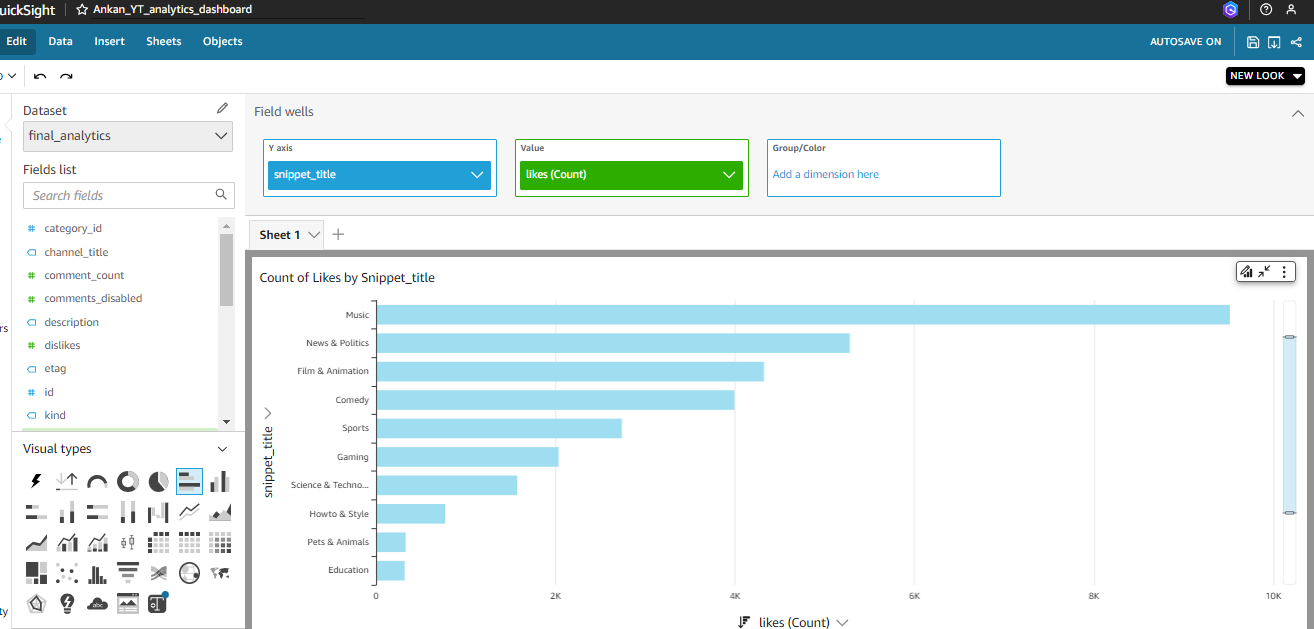 uickSight Ankan_YT_analytics_dashboard
Edit Data Insert Sheets Objects AUTOSAVE ON
NEW LOOK
Dataset
final_analytics
Fields list
Search fields
category_id
channel_title
comment_count
comments_disabled
description
dislikes
etag
id
kind
Visual types
abc
Field wells
Y axis
snippet_title
Value
likes (Count)
Group/Color
Add a dimension here
Sheet 1
Count of Likes by Snippet_title
snippet_title
Music
News & Politics
Film & Animation
Comedy
Sports
Gaming
Science & Techno...
Howto & Style
Pets & Animals
Education
0 2K 4K 6K 8K 10K
likes (Count)
rs
ty